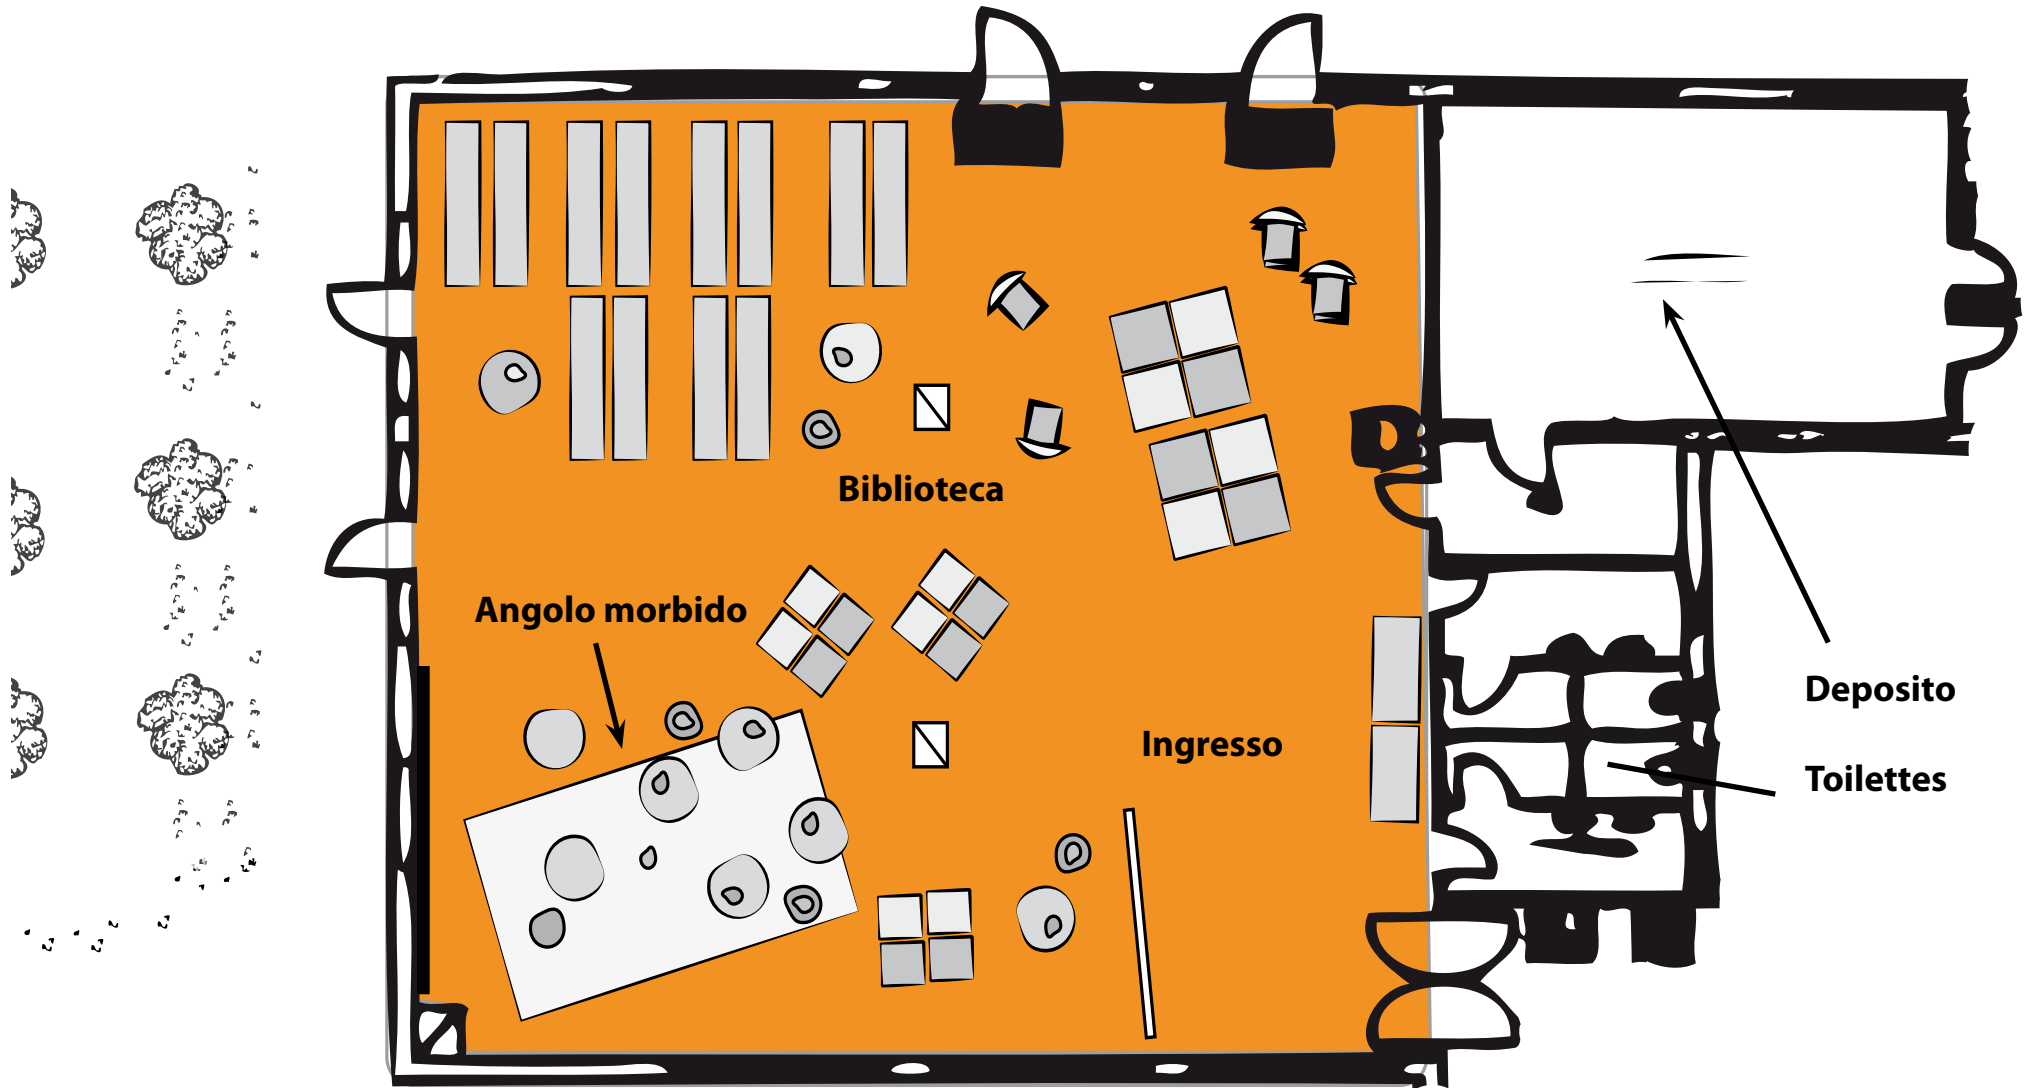 Biblioteca
Angolo morbido
Deposito
Ingresso
Toilettes